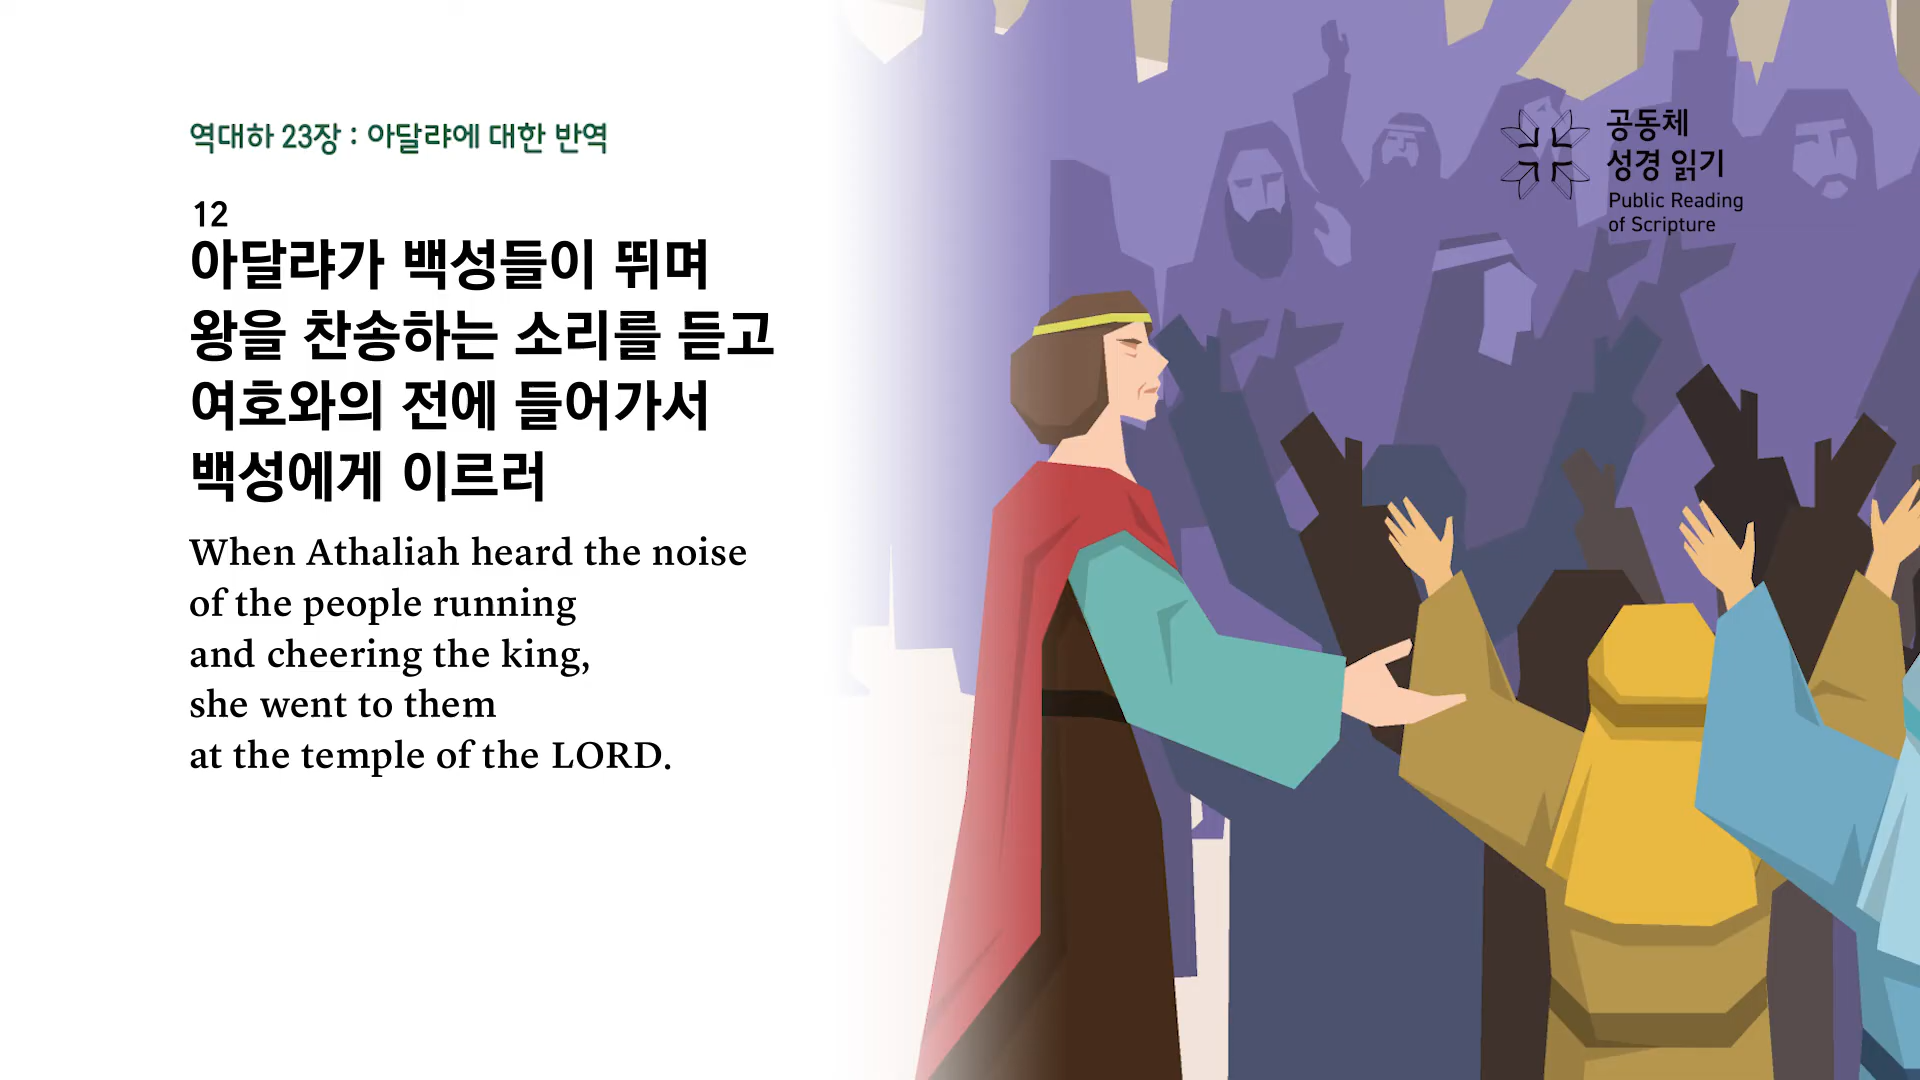 역대하 23장 : 아달랴에 대한 반역
12
아달랴가 백성들이 뛰며
왕을 찬송하는 소리를 듣고
여호와의 전에 들어가서
백성에게 이르러
When Athaliah heard the noise
of the people running
and cheering the king,
she went to them
at the temple of the LORD.
공동체
성경 읽기
Public Reading
of Scripture